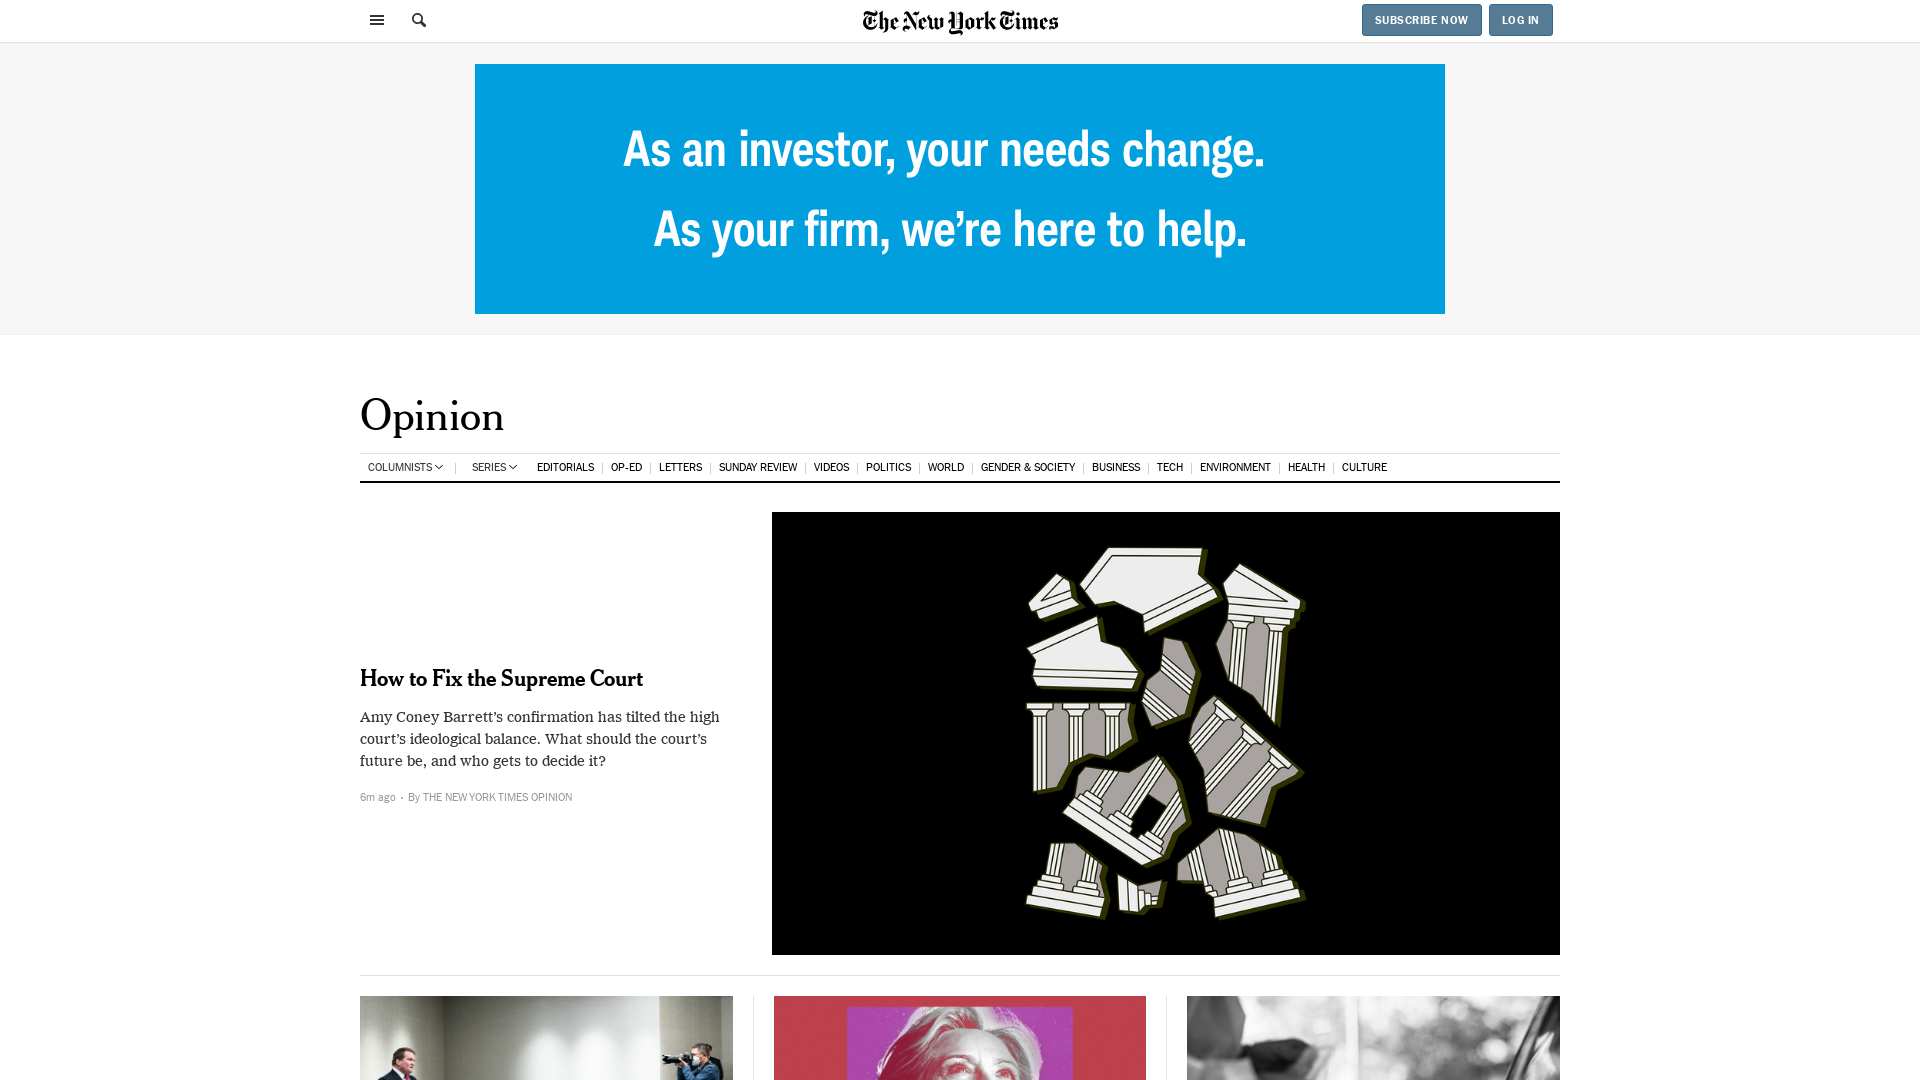 The New York Times
SUBSCRIBE NOW
LOG IN
As an investor, your needs change.
As your firm, we're here to help.
Opinion
COLUMNISTS SERIES EDITORIALS OP-ED LETTERS SUNDAY REVIEW VIDEOS POLITICS WORLD GENDER & SOCIETY BUSINESS TECH ENVIRONMENT HEALTH CULTURE
How to Fix the Supreme Court
Amy Coney Barrett’s confirmation has tilted the high
court’s ideological balance. What should the court’s
future be, and who gets to decide it?
6m ago · By THE NEW YORK TIMES OPINION